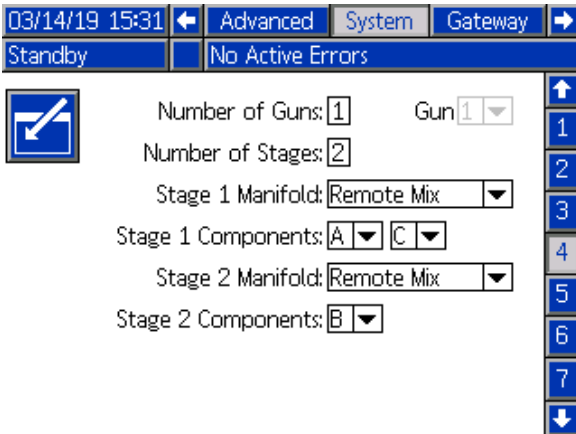 03/14/19 15:31 Advanced System Gateway
Standby No Active Errors
Number of Guns: 1 Gun 1
Number of Stages: 2
Stage 1 Manifold: Remote Mix
Stage 1 Components: A C
Stage 2 Manifold: Remote Mix
Stage 2 Components: B
1
2
3
4
5
6
7